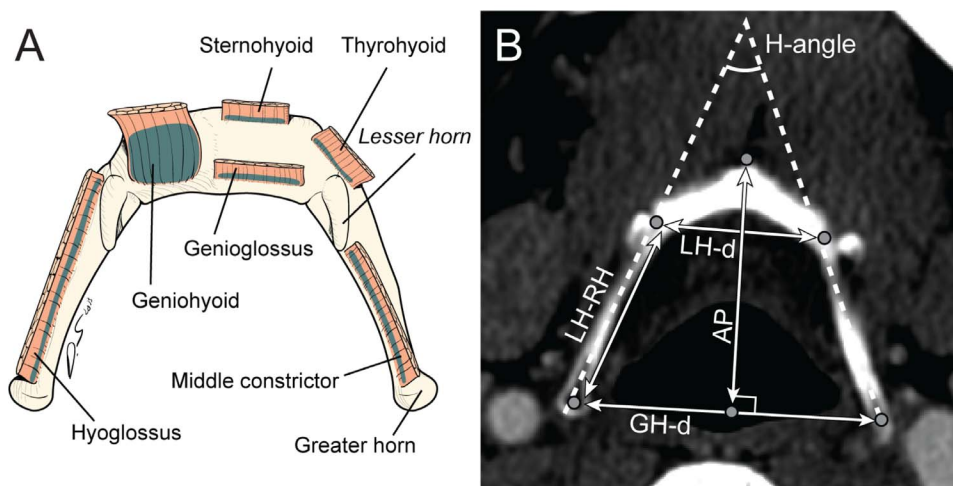 A
Sternohyoid
Thyrohyoid
Lesser horn
Genioglossus
Geniohyoid
Middle constrictor
Hyoglossus
Greater horn
B
H-angle
LH-d
LH-RH
AP
GH-d